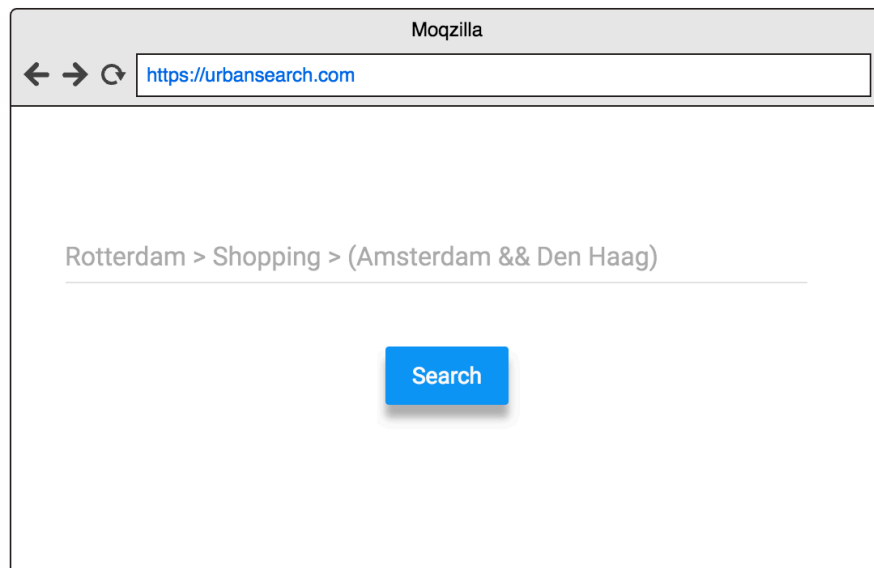 Moqzilla
https://urbansearch.com
Rotterdam > Shopping > (Amsterdam && Den Haag)
Search